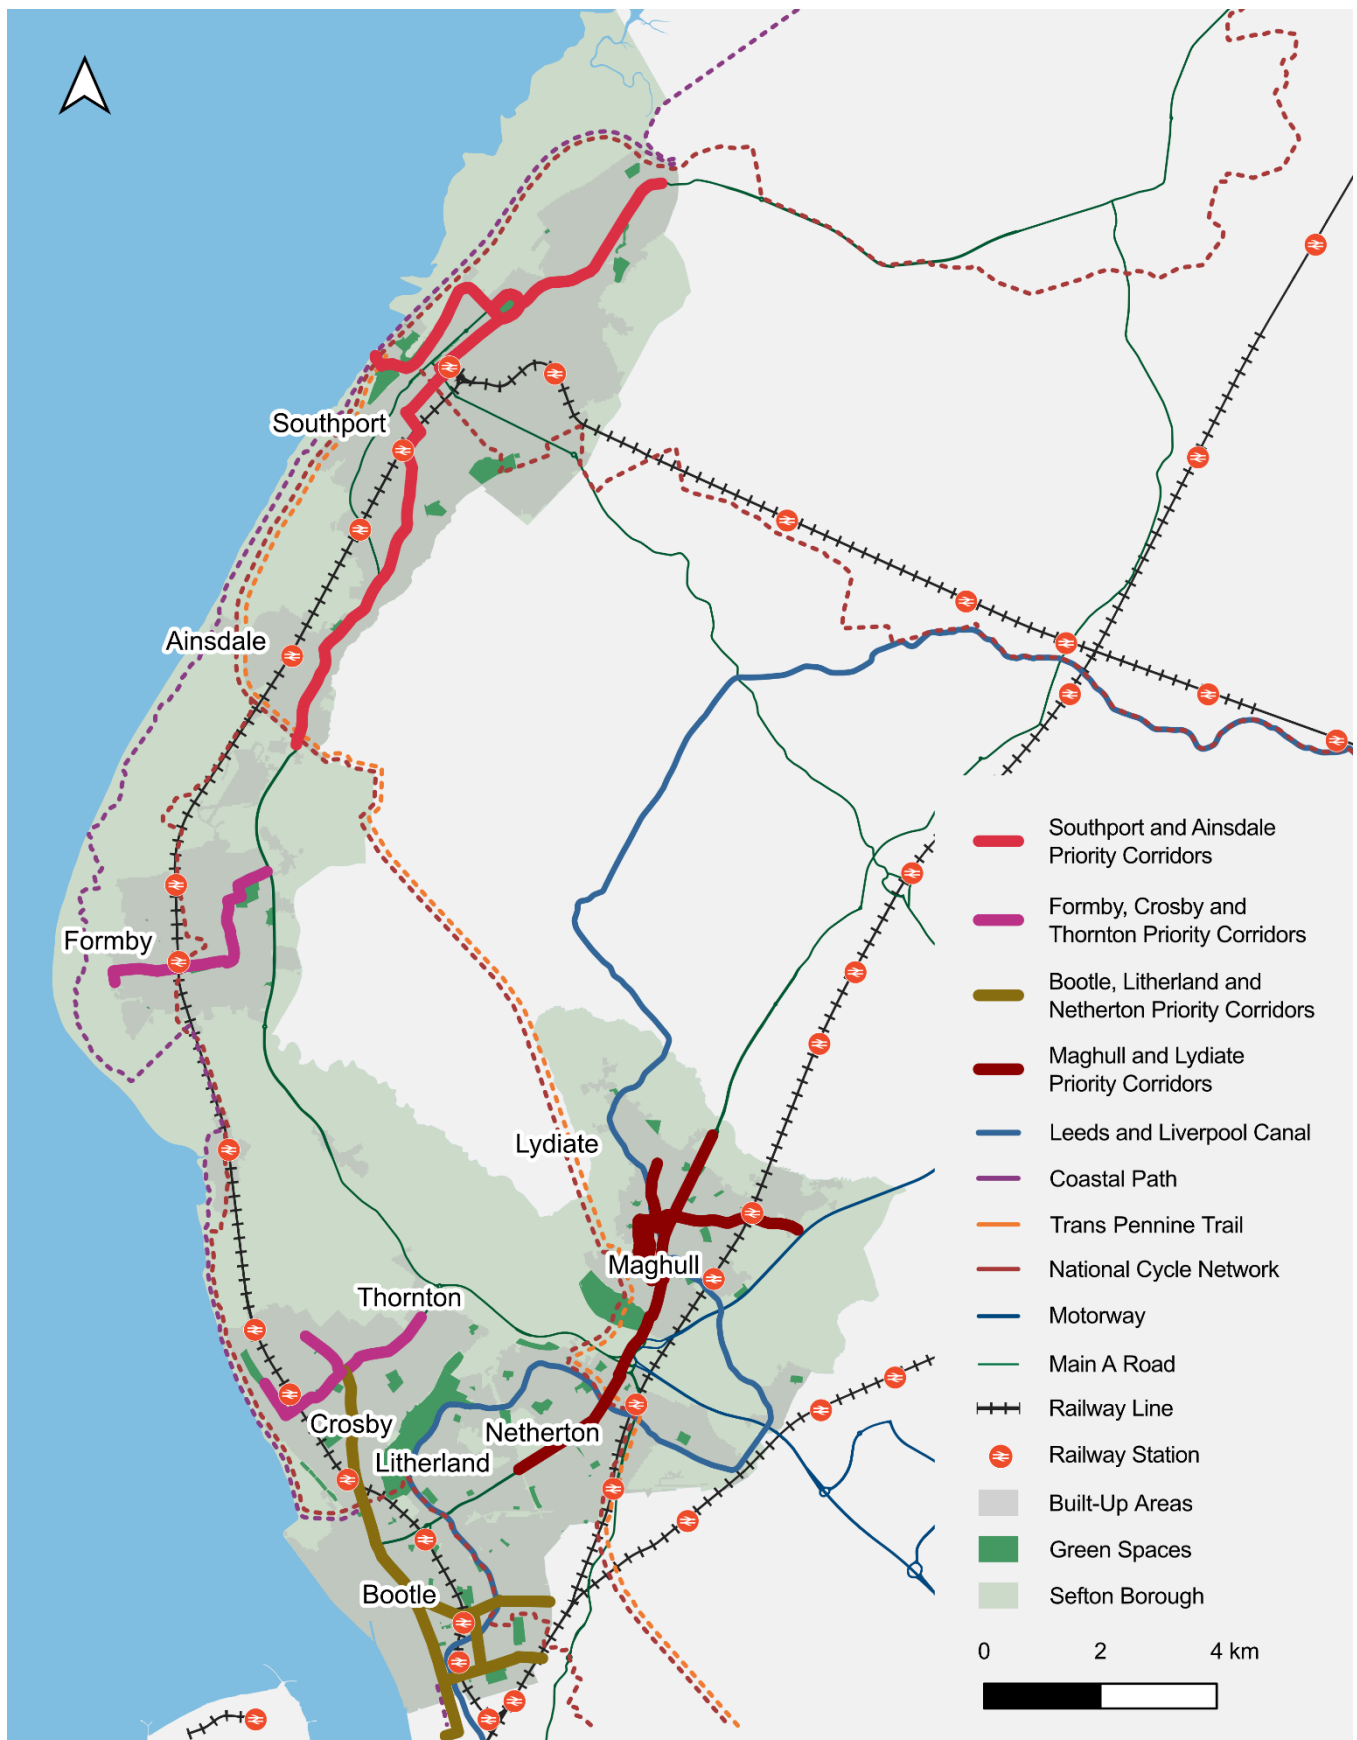 Southport
Ainsdale
Formby
Lydiate
Maghull
Thornton
Crosby
Netherton
Litherland
Bootle
Southport and Ainsdale
Priority Corridors
Formby, Crosby and
Thornton Priority Corridors
Bootle, Litherland and
Netherton Priority Corridors
Maghull and Lydiate
Priority Corridors
Leeds and Liverpool Canal
Coastal Path
Trans Pennine Trail
National Cycle Network
Motorway
Main A Road
Railway Line
Railway Station
Built-Up Areas
Green Spaces
Sefton Borough
0 2 4 km